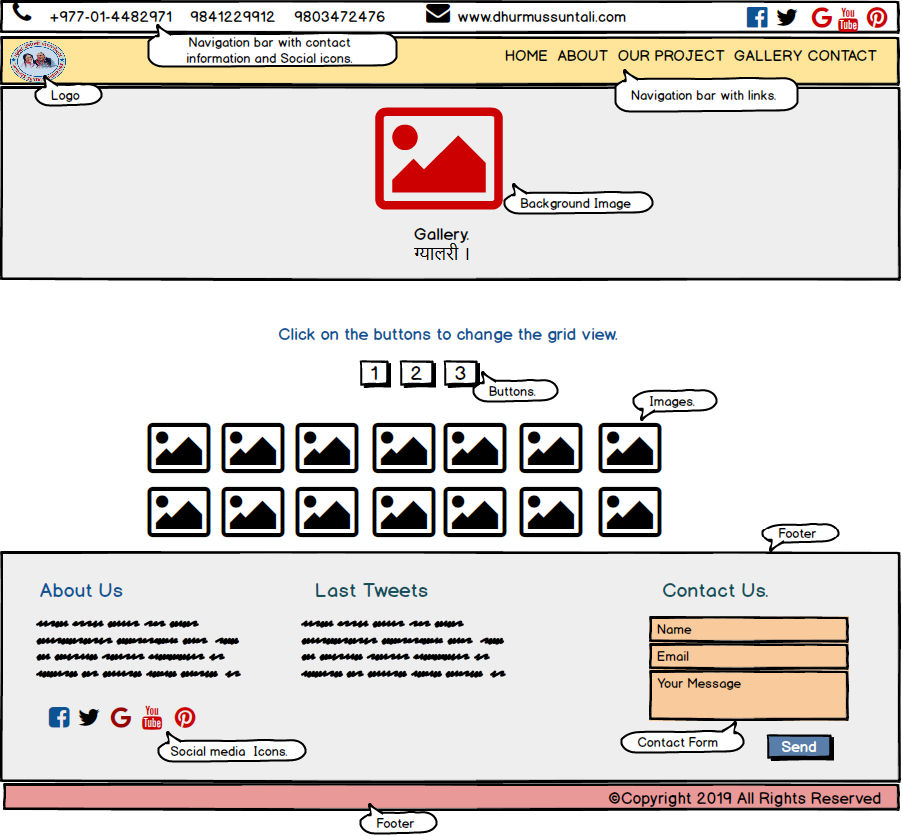 +977-01-4482971 9841229912 9803472476 www.dhurmussuntali.com
Navigation bar with contact
information and Social icons.
HOME ABOUT OUR PROJECT GALLERY CONTACT
Logo
Navigation bar with links.
Background Image
Gallery.
ग्यालरी ।
Click on the buttons to change the grid view.
1 2 3
Buttons.
Images.
Footer
About Us Last Tweets Contact Us.
Name
Email
Your Message
You
Tube
Social media Icons.
Contact Form
Send
©Copyright 2019 All Rights Reserved
Footer